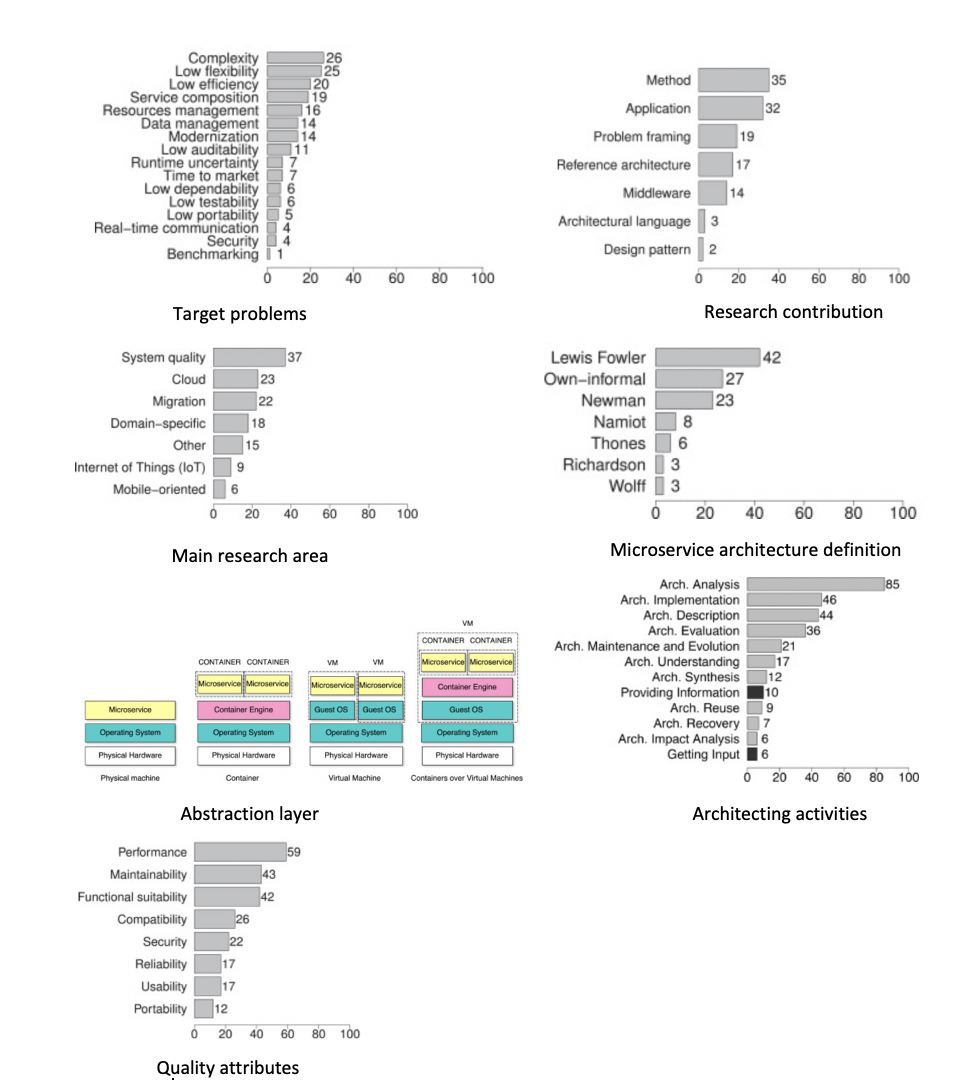 Complexity 26
Low flexibility 25
Low efficiency 20
Service composition 19
Resources management 16
Data management 14
Modernization 14
Low auditability 11
Runtime uncertainty 7
Time to market 7
Low dependability 6
Low testability 6
Low portability 5
Real-time communication 4
Security 4
Benchmarking 1
0 20 40 60 80 100
Target problems
Method 35
Application 32
Problem framing 19
Reference architecture 17
Middleware 14
Architectural language 3
Design pattern 2
0 20 40 60 80 100
Research contribution
System quality 37
Cloud 23
Migration 22
Domain-specific 18
Other 15
Internet of Things (IoT) 9
Mobile-oriented 6
0 20 40 60 80 100
Main research area
Lewis Fowler 42
Own-informal 27
Newman 23
Namiot 8
Thones 6
Richardson 3
Wolff 3
0 20 40 60 80 100
Microservice architecture definition
Microservice
Operating System
Physical Hardware
Physical machine
CONTAINER CONTAINER
Microservice Microservice
Container Engine
Operating System
Physical Hardware
Container
VM VM
Microservice Microservice
Guest OS Guest OS
Operating System
Physical Hardware
Virtual Machine
VM
CONTAINER CONTAINER
Microservice Microservice
Container Engine
Guest OS
Operating System
Physical Hardware
Containers over Virtual Machines
Abstraction layer
Arch. Analysis 85
Arch. Implementation 46
Arch. Description 44
Arch. Evaluation 36
Arch. Maintenance and Evolution 21
Arch. Understanding 17
Arch. Synthesis 12
Providing Information 10
Arch. Reuse 9
Arch. Recovery 7
Arch. Impact Analysis 6
Getting Input 6
0 20 40 60 80 100
Architecting activities
Performance 59
Maintainability 43
Functional suitability 42
Compatibility 26
Security 22
Reliability 17
Usability 17
Portability 12
0 20 40 60 80 100
Quality attributes